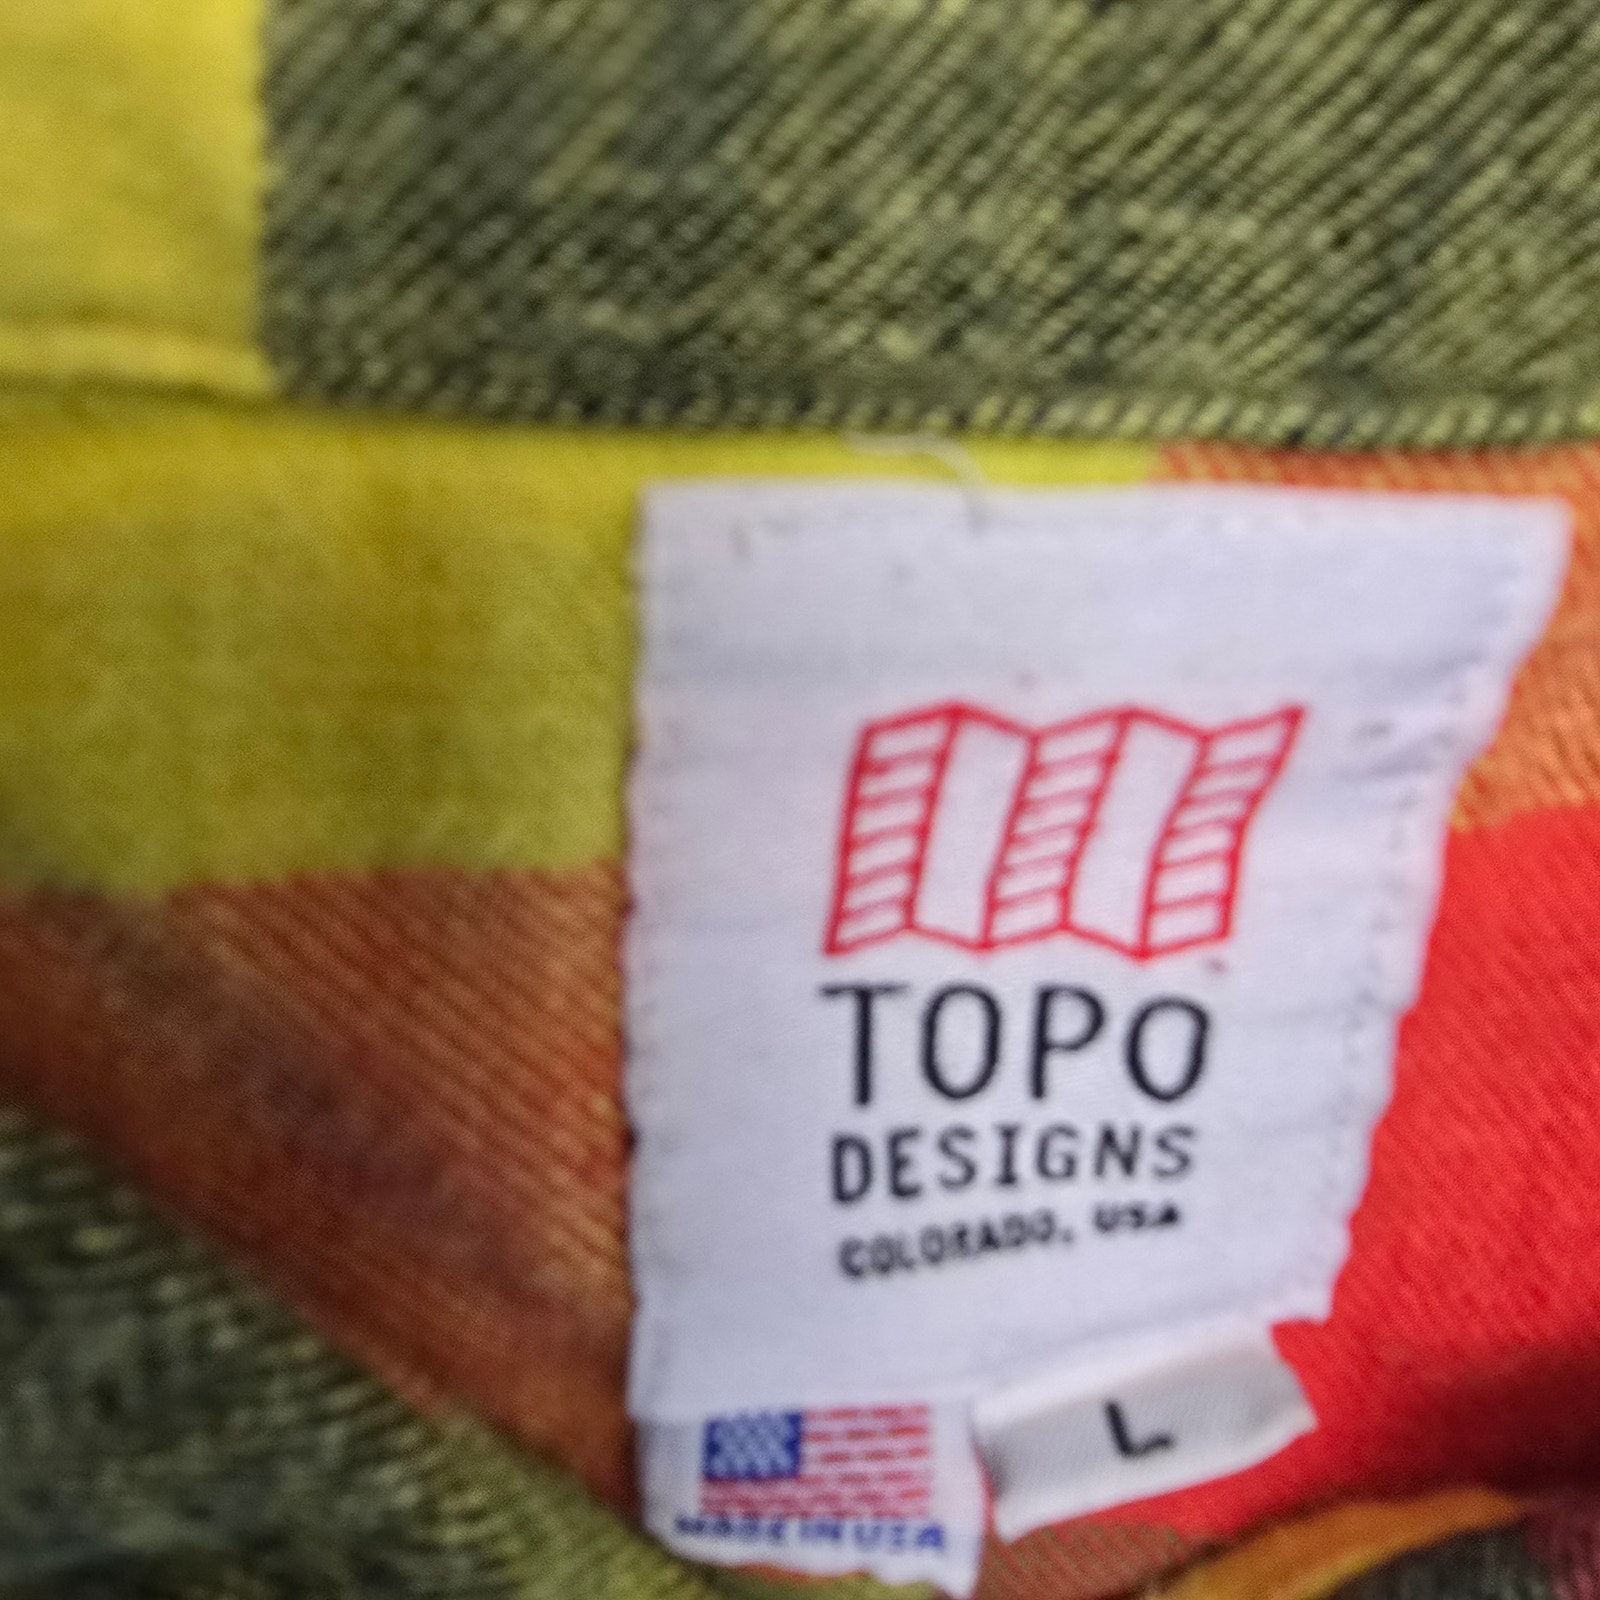 TOPO
DESIGNS
COLORADO, USA
L
MADE IN USA